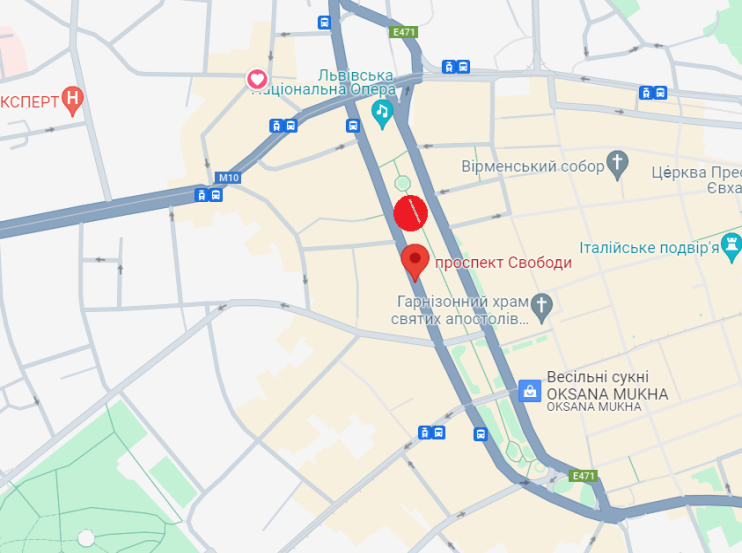 E471
Львівська
Національна Опера
КСПЕРТ
H
M10
Вірменський собор
Церква Прес
Євха
Італійське подвір'я
проспект Свободи
Гарнізонний храм
святих апостолів...
Весільні сукні
OKSANA MUKHA
OKSANA MUKHA
E471